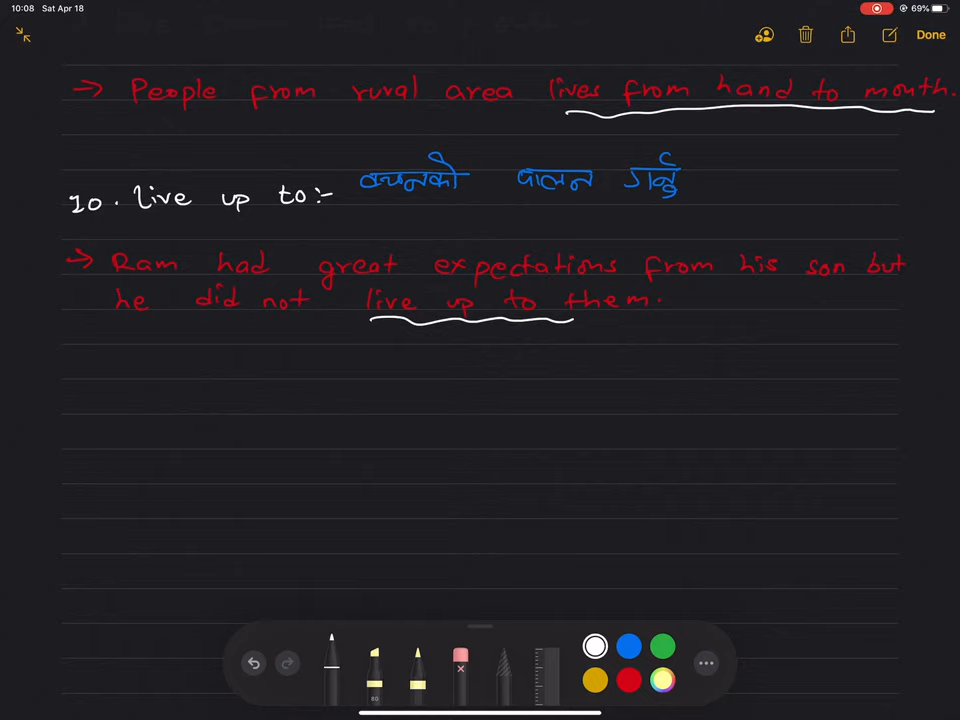 10:08 Sat Apr 18
69%
Done
→ People from rural area lives from hand to mouth.
10. live up to :- वचनको पालन गर्नु
→ Ram had great expectations from his son but
he did not live up to them.
80